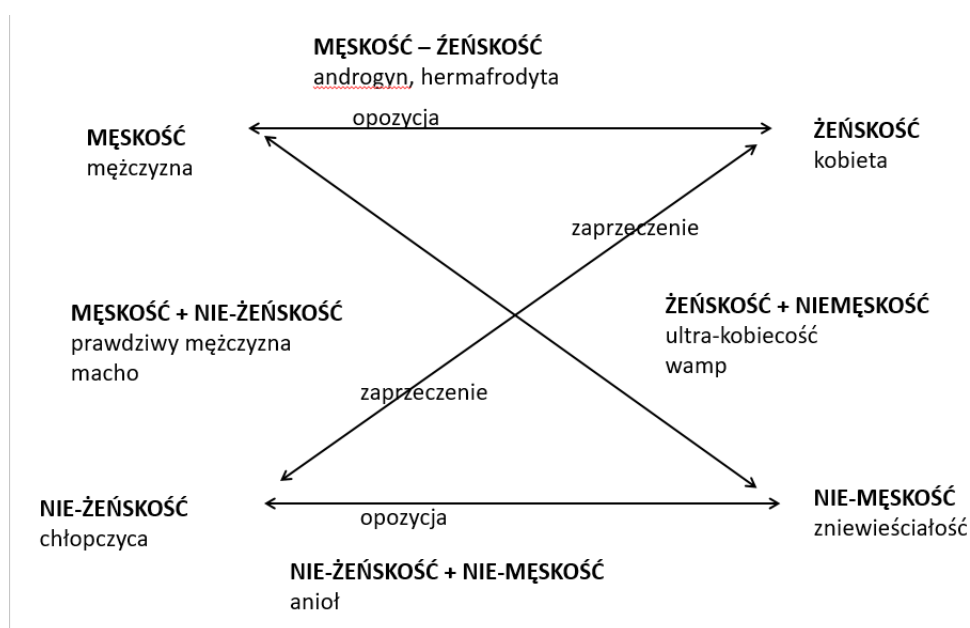 MĘSKOŚĆ – ŹEŃSKOŚĆ
androgyn, hermafrodyta
opozycja
MĘSKOŚĆ
mężczyzna
ŻEŃSKOŚĆ
kobieta
zaprzeczenie
MĘSKOŚĆ + NIE-ŻEŃSKOŚĆ
prawdziwy mężczyzna
macho
ŻEŃSKOŚĆ + NIEMĘSKOŚĆ
ultra-kobiecość
wamp
zaprzeczenie
NIE-ŻEŃSKOŚĆ
chłopczyca
opozycja
NIE-MĘSKOŚĆ
zniewieściałość
NIE-ŻEŃSKOŚĆ + NIE-MĘSKOŚĆ
anioł